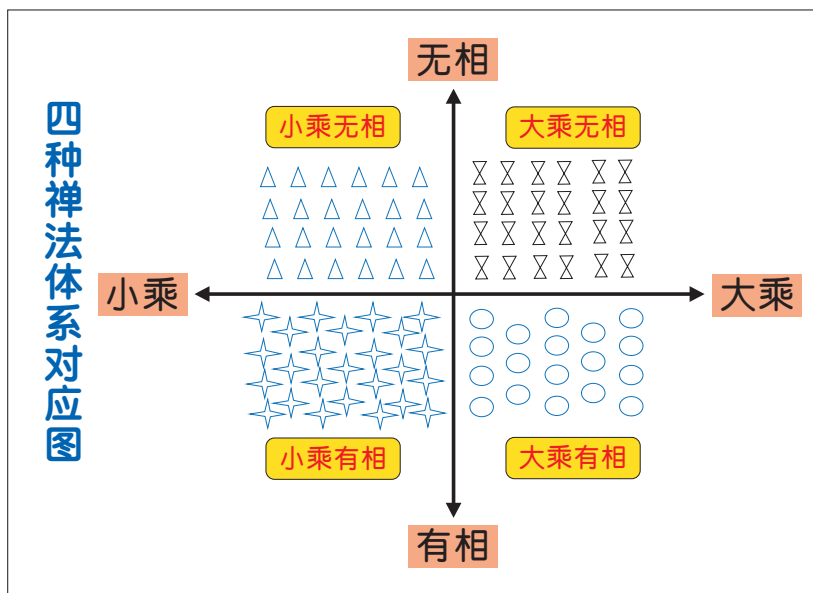 四种禅法体系对应图
无相
小乘无相
大乘无相
小乘
大乘
小乘有相
大乘有相
有相